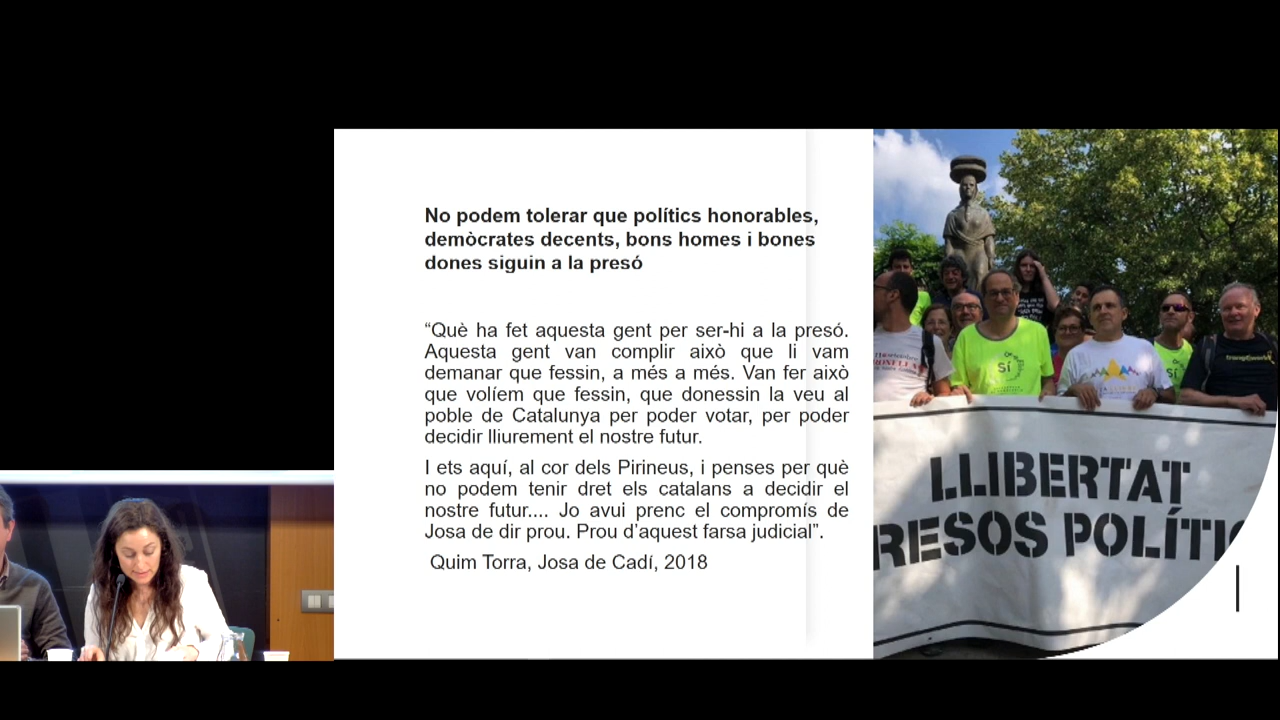 No podem tolerar que polítics honorables,
demòcrates decents, bons homes i bones
dones siguin a la presó
“Què ha fet aquesta gent per ser-hi a la presó.
Aquesta gent van complir això que li vam
demanar que fessin, a més a més. Van fer això
que volíem que fessin, que donessin la veu al
poble de Catalunya per poder votar, per poder
decidir lliurement el nostre futur.
I ets aquí, al cor dels Pirineus, i penses per què
no podem tenir dret els catalans a decidir el
nostre futur.... Jo avui prenc el compromís de
Josa de dir prou. Prou d’aquest farsa judicial”.
Quim Torra, Josa de Cadí, 2018
SÍ
LLIBERTAT
RESOS POLÍTIC